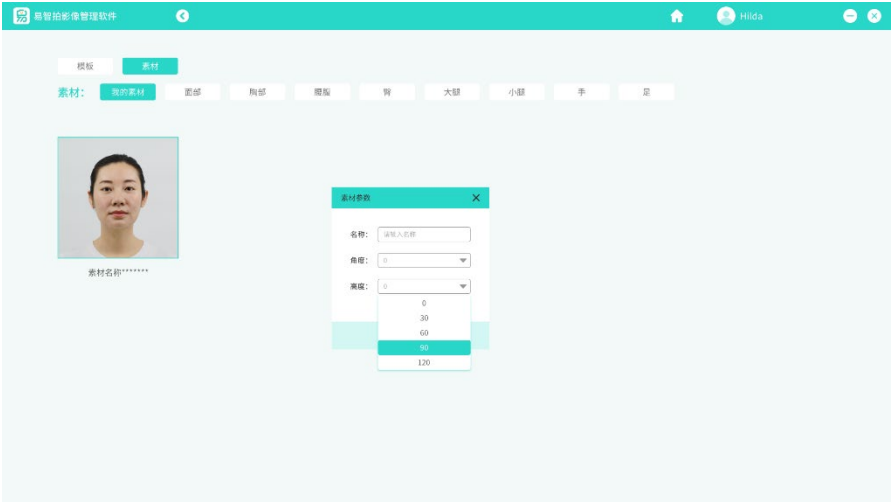 易智拍影像管理软件
Hilda
模板 素材
素材： 我的素材 面部 胸部 腰腹 臀 大腿 小腿 手 足
素材参数
名称： 请输入名称
角度： 0
高度： 0
0
30
60
90
120
素材名称*******